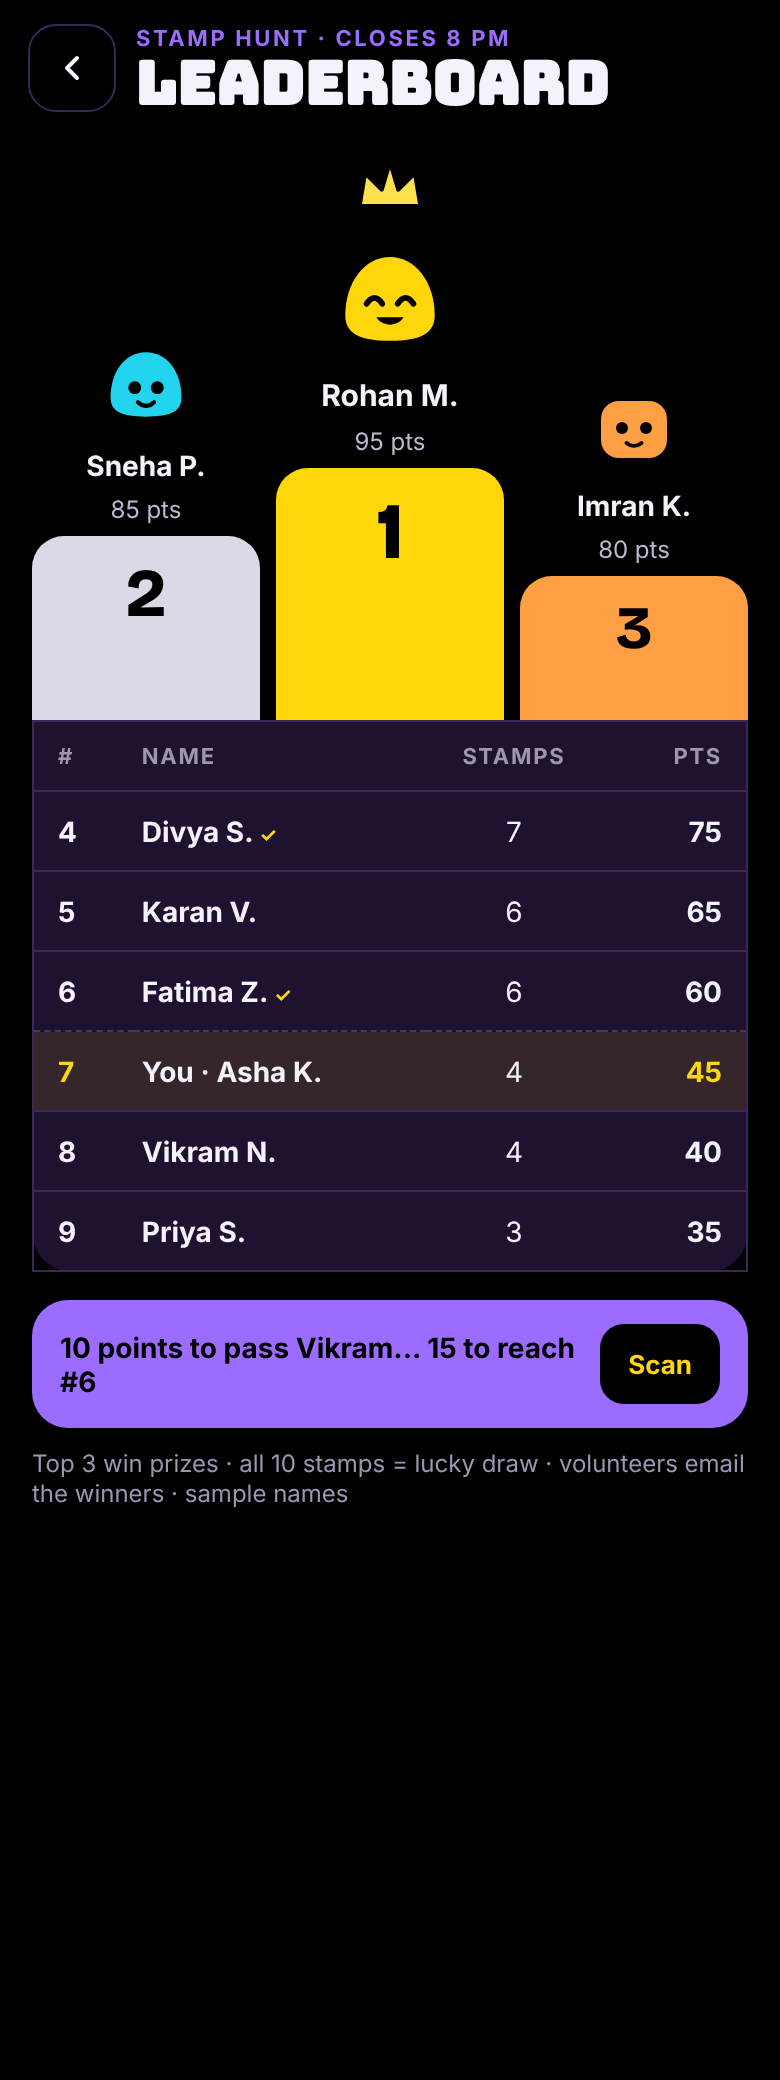 STAMP HUNT · CLOSES 8 PM
LEADERBOARD
Rohan M.
95 pts
Sneha P.
85 pts
Imran K.
80 pts
1
2
3
# NAME STAMPS PTS
4 Divya S. ✓ 7 75
5 Karan V. 6 65
6 Fatima Z. ✓ 6 60
7 You · Asha K. 4 45
8 Vikram N. 4 40
9 Priya S. 3 35
10 points to pass Vikram... 15 to reach
#6
Scan
Top 3 win prizes · all 10 stamps = lucky draw · volunteers email
the winners · sample names